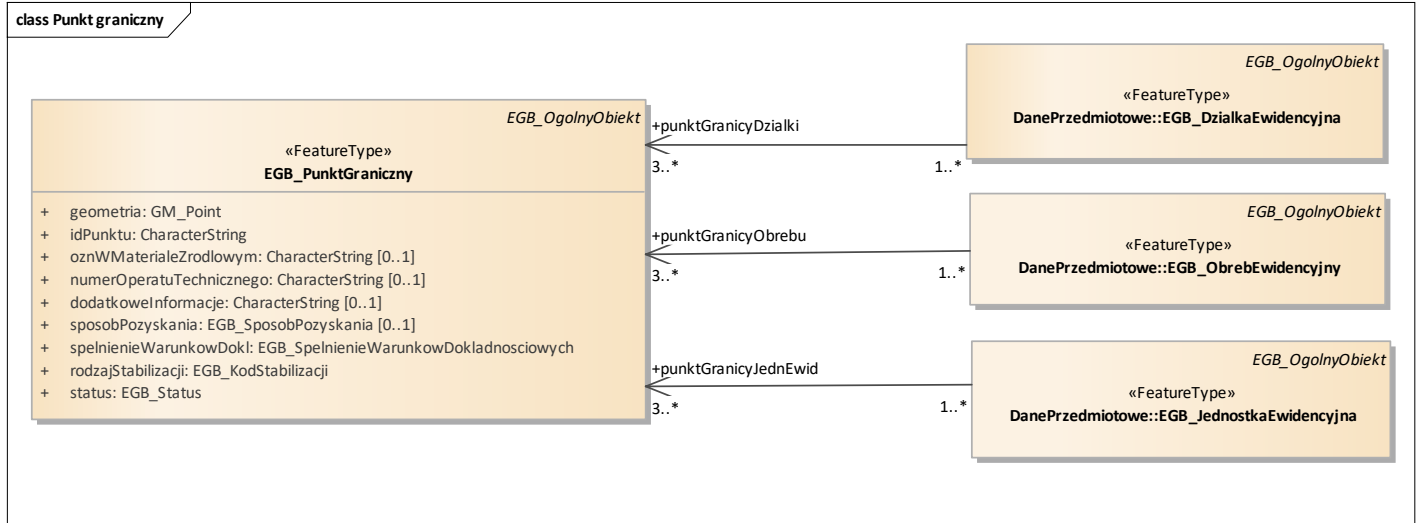 class Punkt graniczny
EGB_OgolnyObiekt
«FeatureType»
EGB_PunktGraniczny
+ geometria: GM_Point
+ idPunktu: CharacterString
+ oznWMaterialeZrodlowym: CharacterString [0..1]
+ numerOperatuTechnicznego: CharacterString [0..1]
+ dodatkoweInformacje: CharacterString [0..1]
+ sposobPozyskania: EGB_SposobPozyskania [0..1]
+ spelnienieWarunkowDokl: EGB_SpelnienieWarunkowDokladnosciowych
+ rodzajStabilizacji: EGB_KodStabilizacji
+ status: EGB_Status
+punktGranicyDzialki
3..* 1..*
EGB_OgolnyObiekt
«FeatureType»
DanePrzedmiotowe::EGB_DzialkaEwidencyjna
+punktGranicyObrebu
3..* 1..*
EGB_OgolnyObiekt
«FeatureType»
DanePrzedmiotowe::EGB_ObrebEwidencyjny
+punktGranicyJednEwid
3..* 1..*
EGB_OgolnyObiekt
«FeatureType»
DanePrzedmiotowe::EGB_JednostkaEwidencyjna